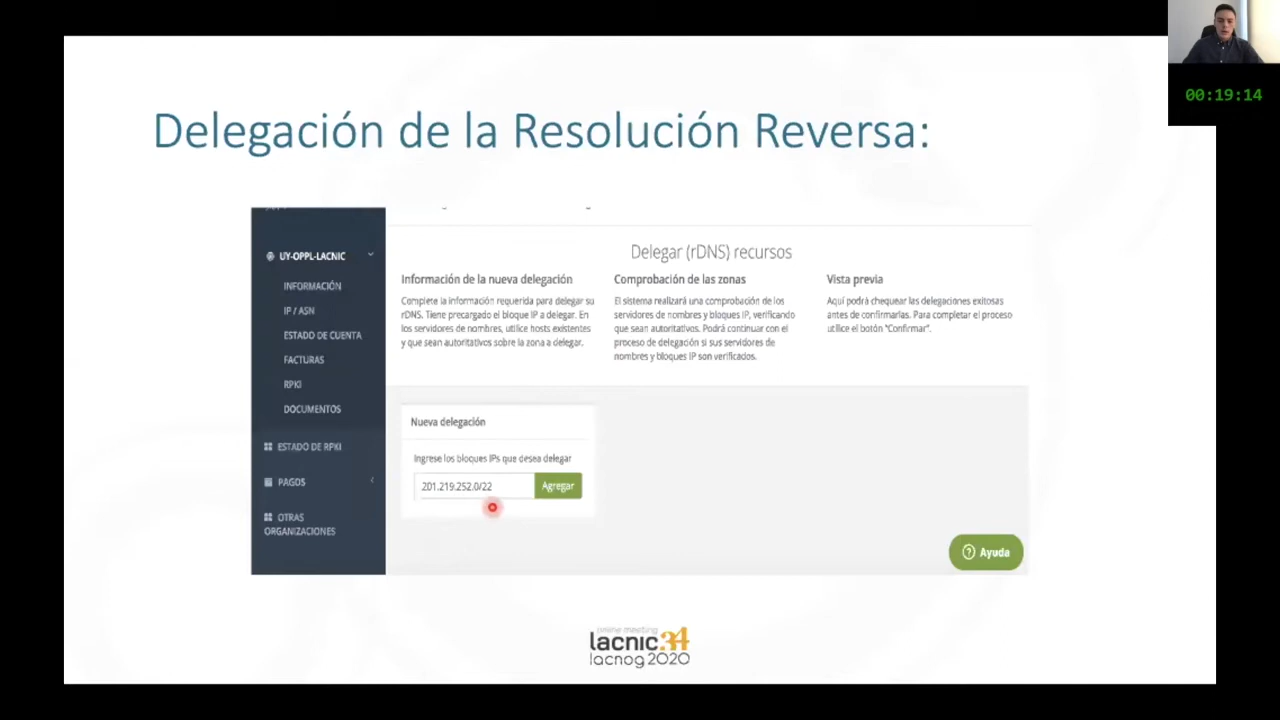 00:19:14
Delegación de la Resolución Reversa:
UY-OPPL-LACNIC
INFORMACIÓN
IP / ASN
ESTADO DE CUENTA
FACTURAS
RPKI
DOCUMENTOS
ESTADO DE RPKI
PAGOS
OTRAS
ORGANIZACIONES
Delegar (rDNS) recursos
Información de la nueva delegación
Complete la información requerida para delegar su
rDNS. Tiene precargado el bloque IP a delegar. En
los servidores de nombres, utilice hosts existentes
y que sean autoritativos sobre la zona a delegar.
Comprobación de las zonas
El sistema realizará una comprobación de los
servidores de nombres y bloques IP, verificando
que sean autoritativos. Podrá continuar con el
proceso de delegación si sus servidores de
nombres y bloques IP son verificados.
Vista previa
Aquí podrá chequear las delegaciones exitosas
antes de confirmarlas. Para completar el proceso
utilice el botón "Confirmar".
Nueva delegación
Ingrese los bloques IPs que desea delegar
201.219.252.0/22
Agregar
Ayuda
online meeting
lacnic34
lacnog2020